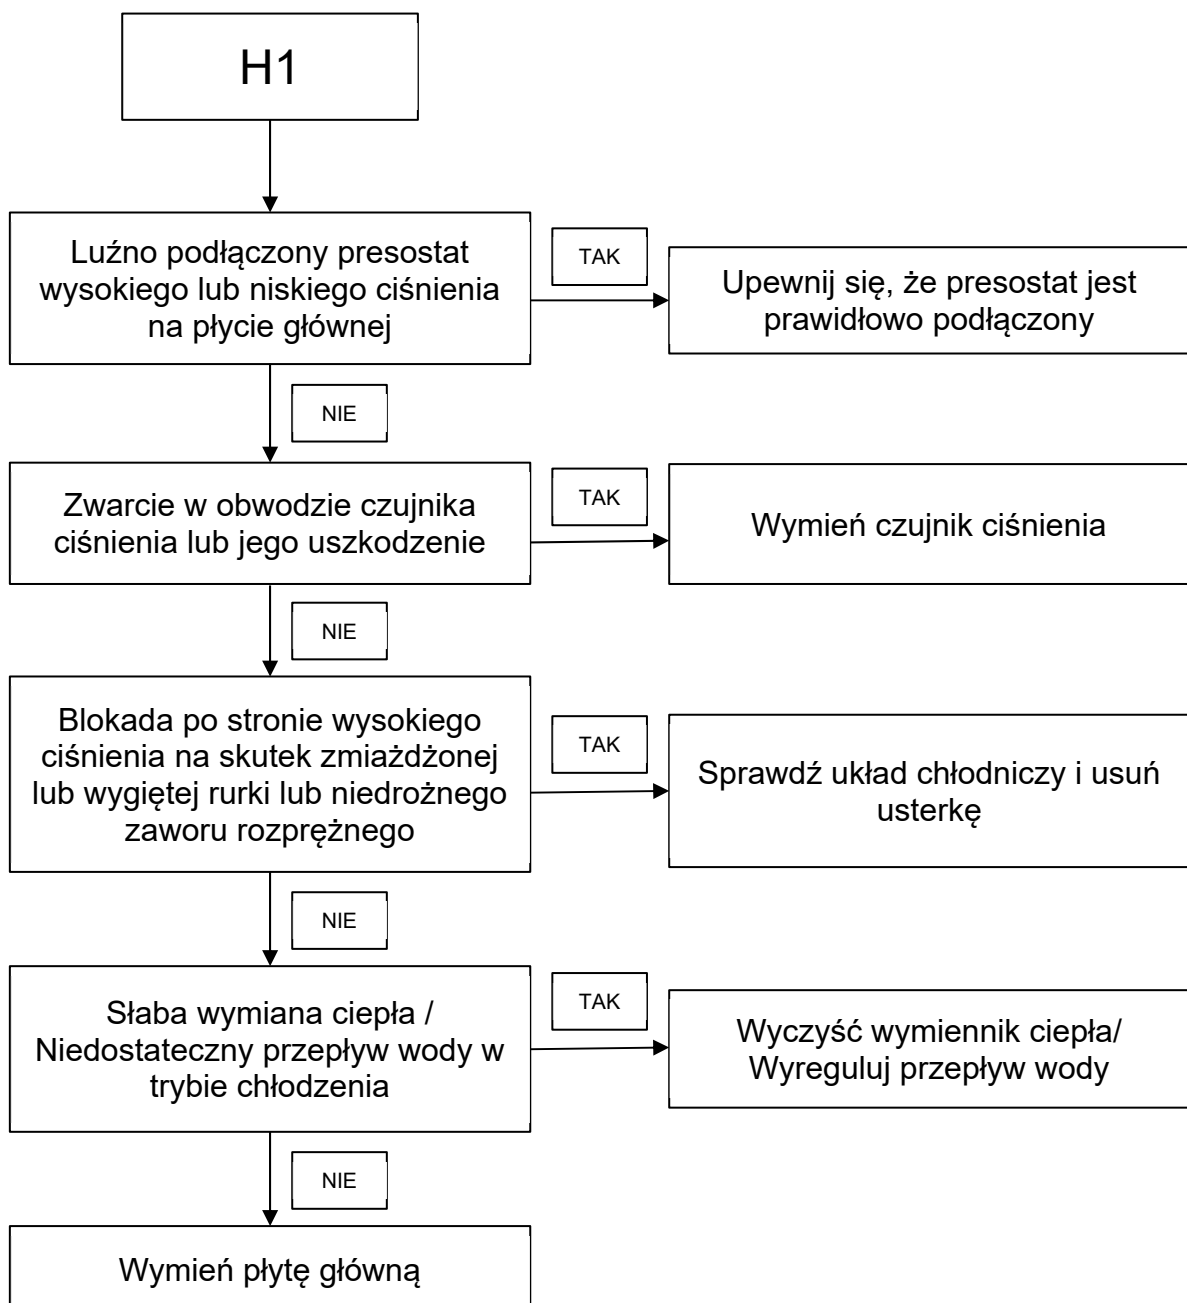 H1
Luźno podłączony presostat
wysokiego lub niskiego ciśnienia
na płycie głównej
TAK
Upewnij się, że presostat jest
prawidłowo podłączony
NIE
Zwarcie w obwodzie czujnika
ciśnienia lub jego uszkodzenie
TAK
Wymień czujnik ciśnienia
NIE
Blokada po stronie wysokiego
ciśnienia na skutek zmiażdżonej
lub wygiętej rurki lub niedrożnego
zaworu rozprężnego
TAK
Sprawdź układ chłodniczy i usuń
usterkę
NIE
Słaba wymiana ciepła /
Niedostateczny przepływ wody w
trybie chłodzenia
TAK
Wyczyść wymiennik ciepła/
Wyreguluj przepływ wody
NIE
Wymień płytę główną